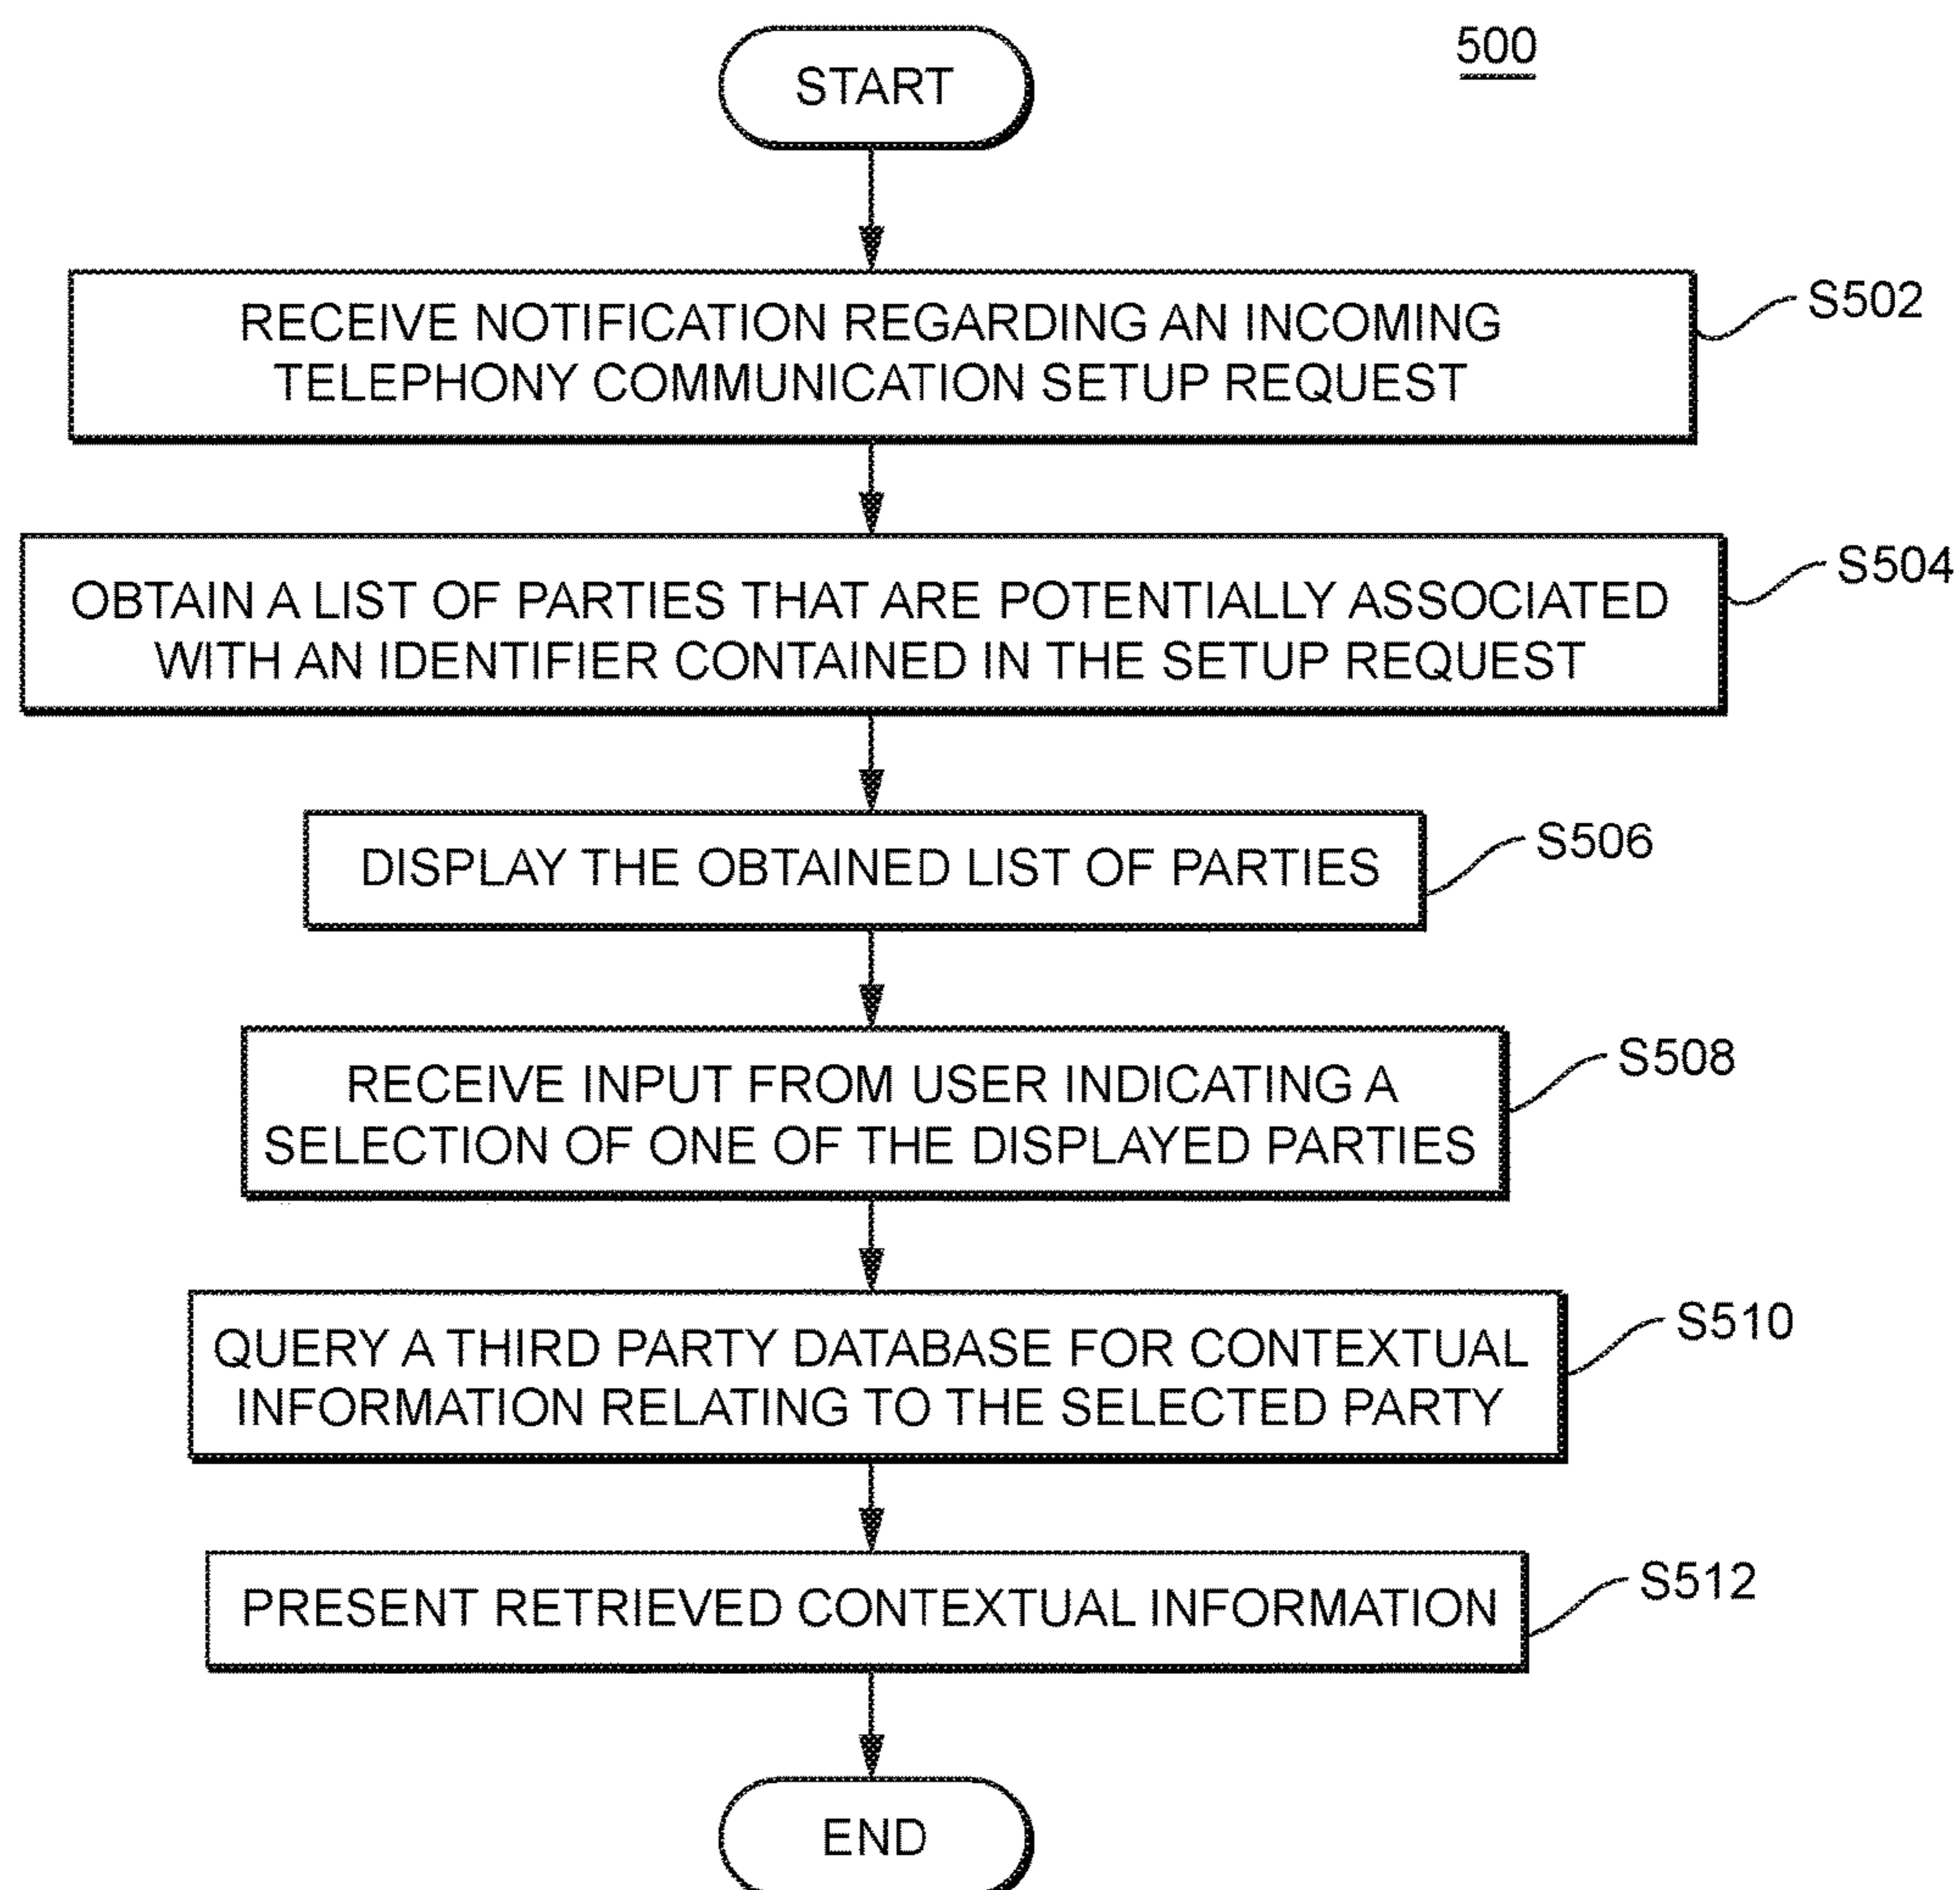 500
START
RECEIVE NOTIFICATION REGARDING AN INCOMING
TELEPHONY COMMUNICATION SETUP REQUEST
S502
OBTAIN A LIST OF PARTIES THAT ARE POTENTIALLY ASSOCIATED
WITH AN IDENTIFIER CONTAINED IN THE SETUP REQUEST
S504
DISPLAY THE OBTAINED LIST OF PARTIES
S506
RECEIVE INPUT FROM USER INDICATING A
SELECTION OF ONE OF THE DISPLAYED PARTIES
S508
QUERY A THIRD PARTY DATABASE FOR CONTEXTUAL
INFORMATION RELATING TO THE SELECTED PARTY
S510
PRESENT RETRIEVED CONTEXTUAL INFORMATION
S512
END